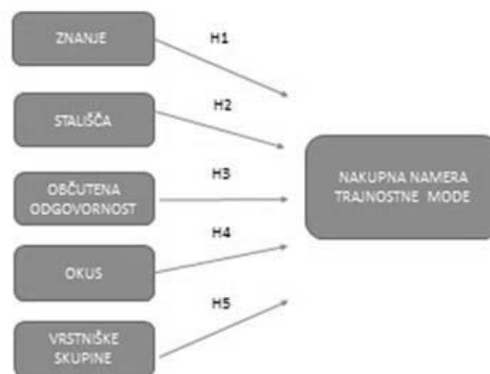 ZNANJE
H1
STALIŠČA
H2
OBČUTENA
ODGOVORNOST
H3
NAKUPNA NAMERA
TRAJNOSTNE MODE
OKUS
H4
VRSTNIŠKE
SKUPINE
H5